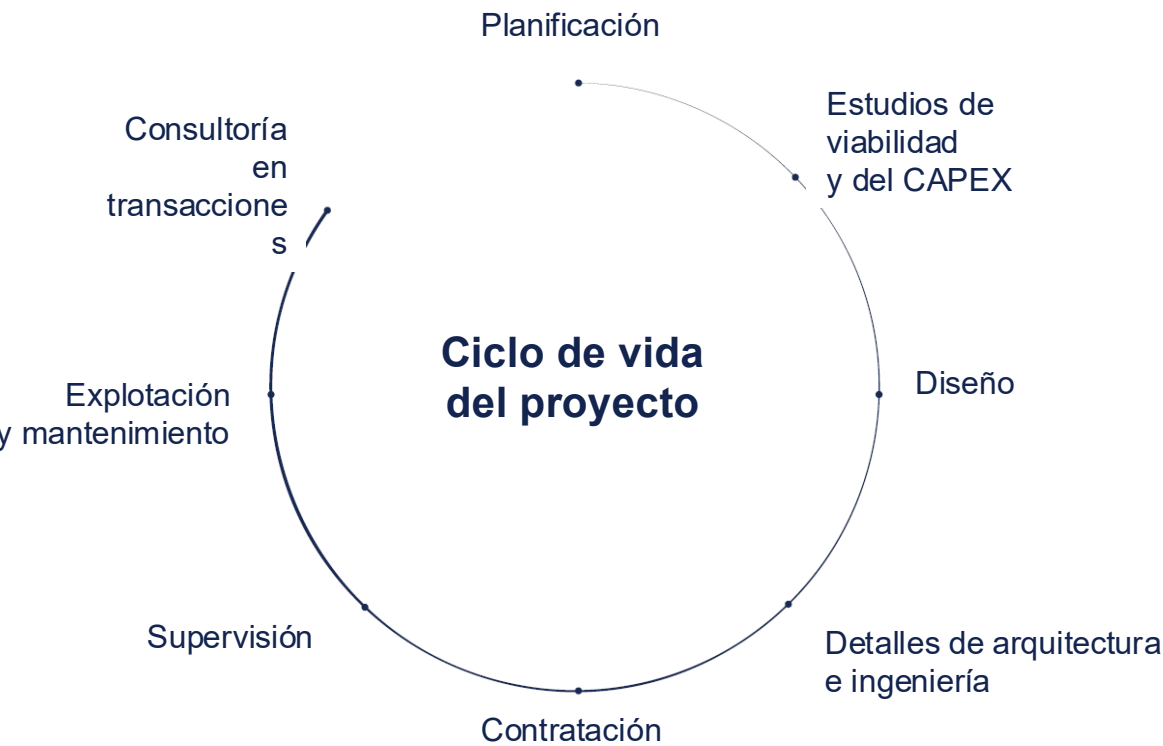 Planificación
Estudios de
viabilidad
y del CAPEX
Consultoría
en
transaccione
s
Ciclo de vida
del proyecto
Diseño
Explotación
y mantenimiento
Supervisión
Detalles de arquitectura
e ingeniería
Contratación